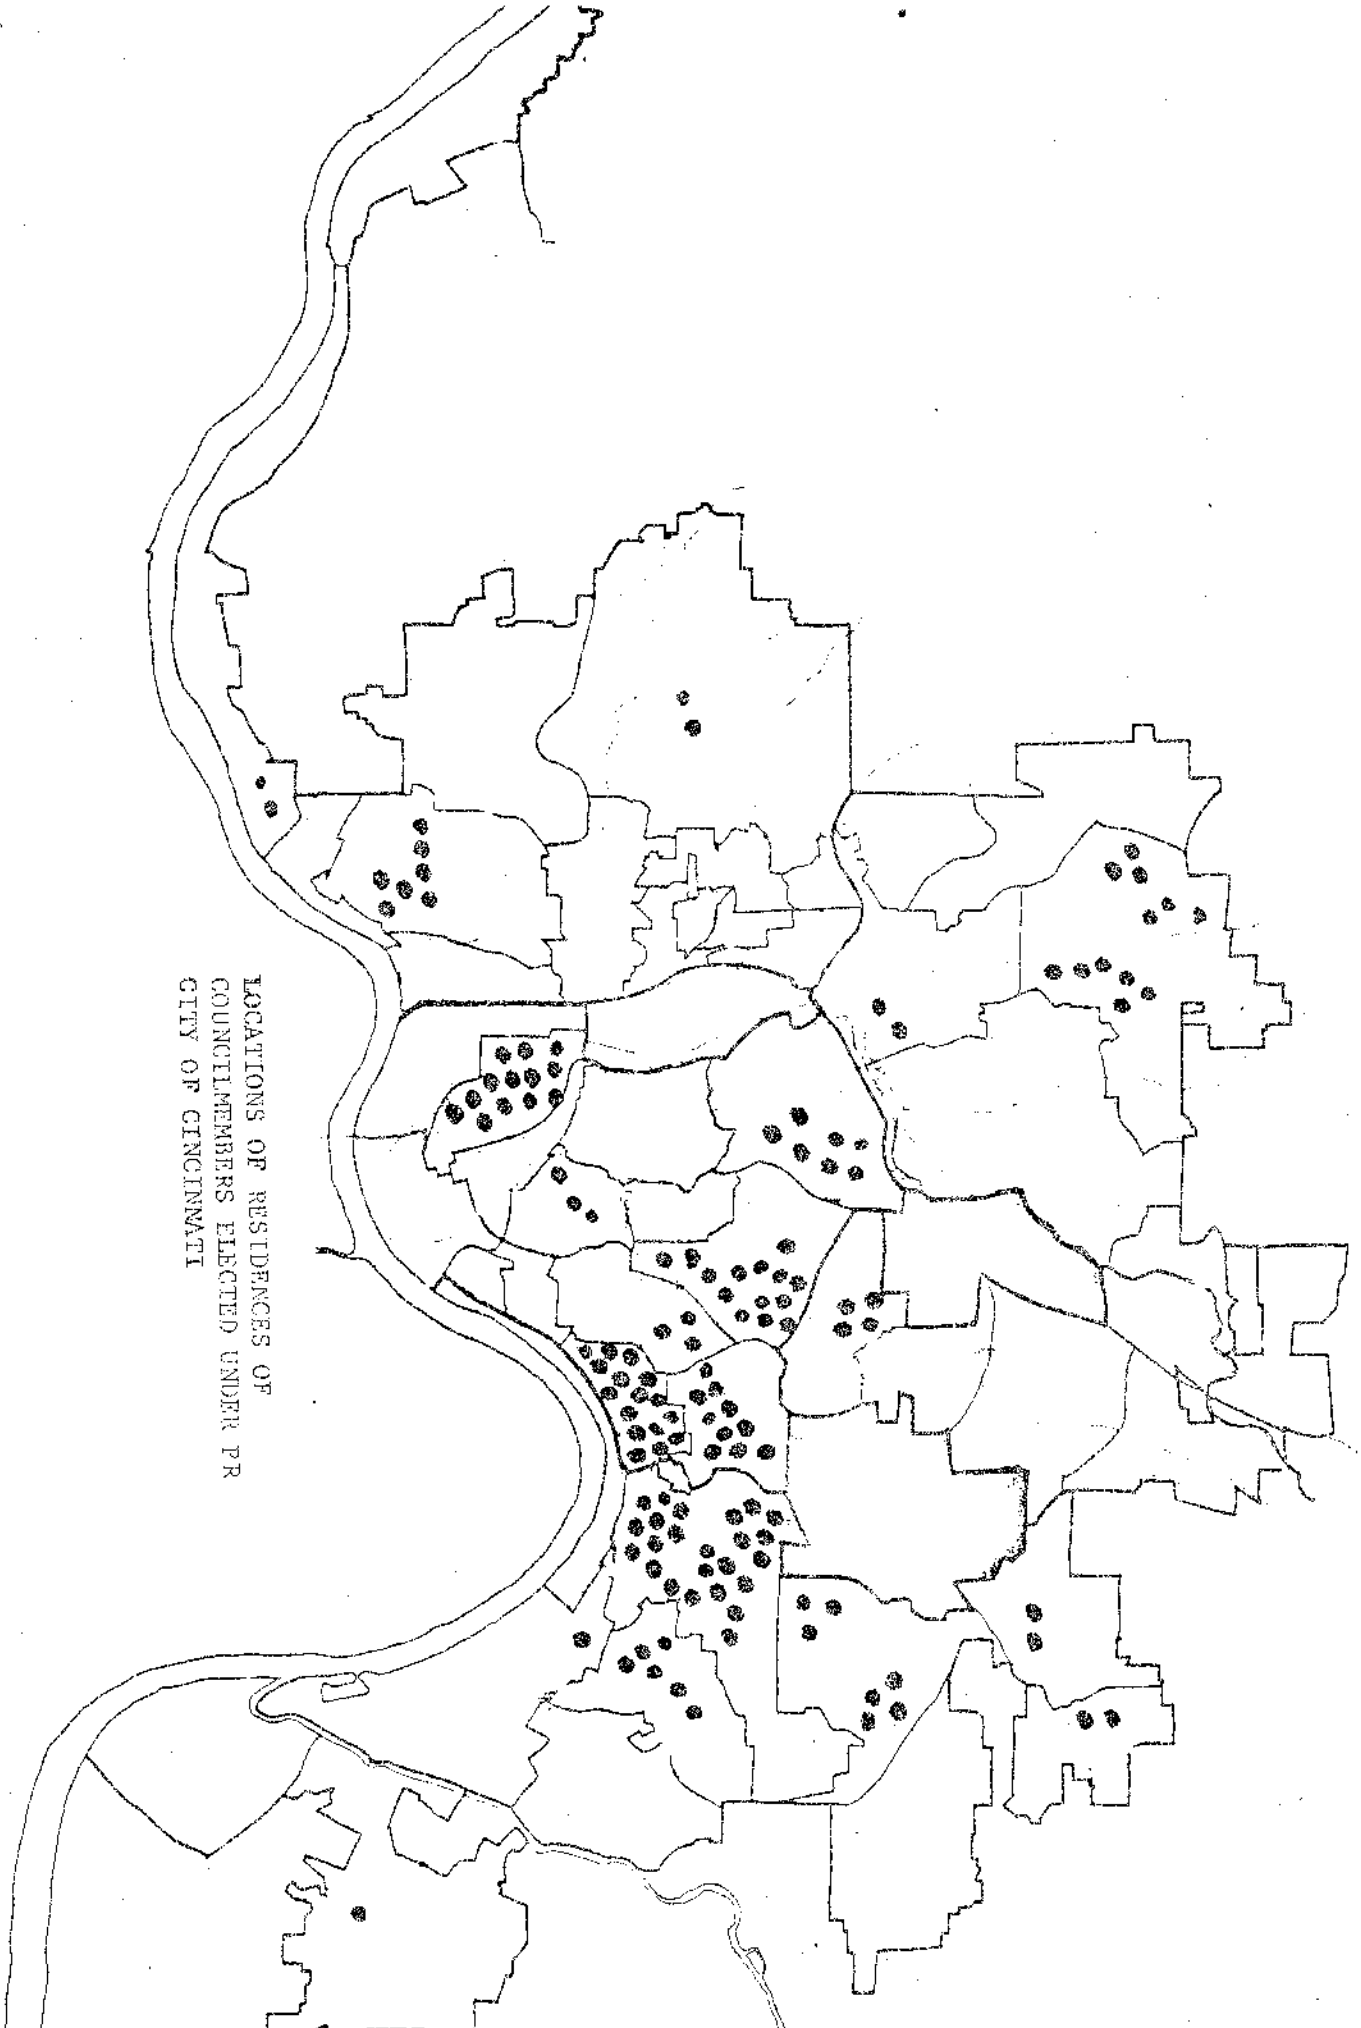 LOCATIONS OF RESIDENCES OF
COUNCILMEMBERS ELECTED UNDER PR
CITY OF CINCINNATI